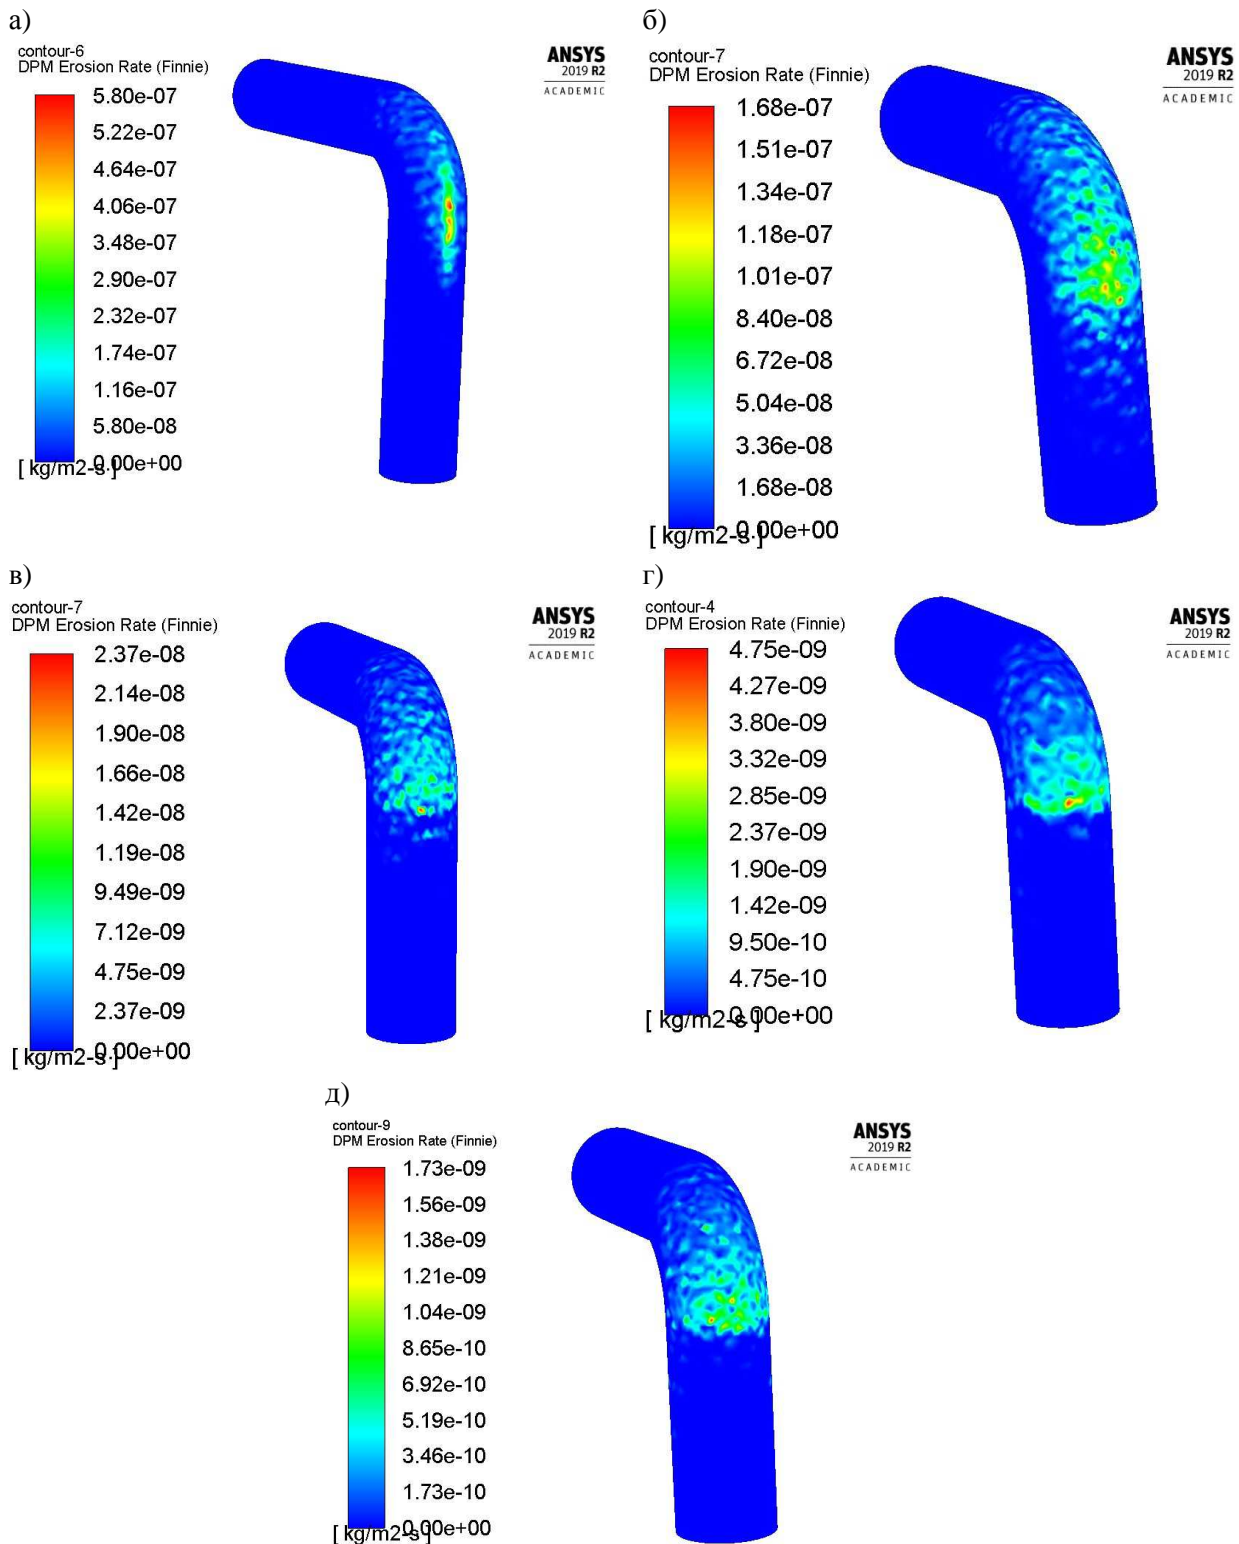 а)
contour-6
DPM Erosion Rate (Finnie)
ANSYS
2019 R2
ACADEMIC
5.80e-07
5.22e-07
4.64e-07
4.06e-07
3.48e-07
2.90e-07
2.32e-07
1.74e-07
1.16e-07
5.80e-08
0.00e+00
[ kg/m2-s ]
б)
contour-7
DPM Erosion Rate (Finnie)
ANSYS
2019 R2
ACADEMIC
1.68e-07
1.51e-07
1.34e-07
1.18e-07
1.01e-07
8.40e-08
6.72e-08
5.04e-08
3.36e-08
1.68e-08
0.00e+00
[ kg/m2-s ]
в)
contour-7
DPM Erosion Rate (Finnie)
ANSYS
2019 R2
ACADEMIC
2.37e-08
2.14e-08
1.90e-08
1.66e-08
1.42e-08
1.19e-08
9.49e-09
7.12e-09
4.75e-09
2.37e-09
0.00e+00
[ kg/m2-s ]
г)
contour-4
DPM Erosion Rate (Finnie)
ANSYS
2019 R2
ACADEMIC
4.75e-09
4.27e-09
3.80e-09
3.32e-09
2.85e-09
2.37e-09
1.90e-09
1.42e-09
9.50e-10
4.75e-10
0.00e+00
[ kg/m2-s ]
д)
contour-9
DPM Erosion Rate (Finnie)
ANSYS
2019 R2
ACADEMIC
1.73e-09
1.56e-09
1.38e-09
1.21e-09
1.04e-09
8.65e-10
6.92e-10
5.19e-10
3.46e-10
1.73e-10
0.00e+00
[ kg/m2-s ]